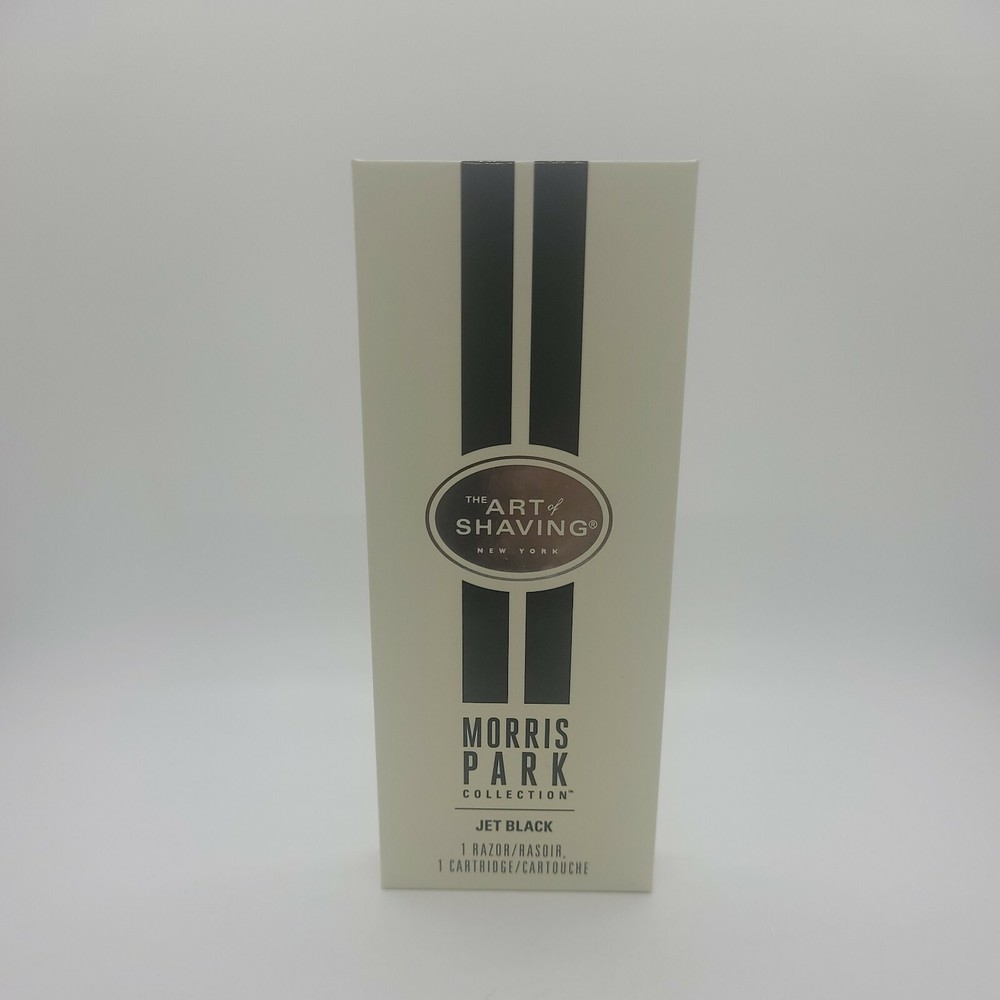 THE ART of
SHAVING®
NEW YORK
MORRIS
PARK
COLLECTION™
JET BLACK
1 RAZOR/RASOIR,
1 CARTRIDGE/CARTOUCHE